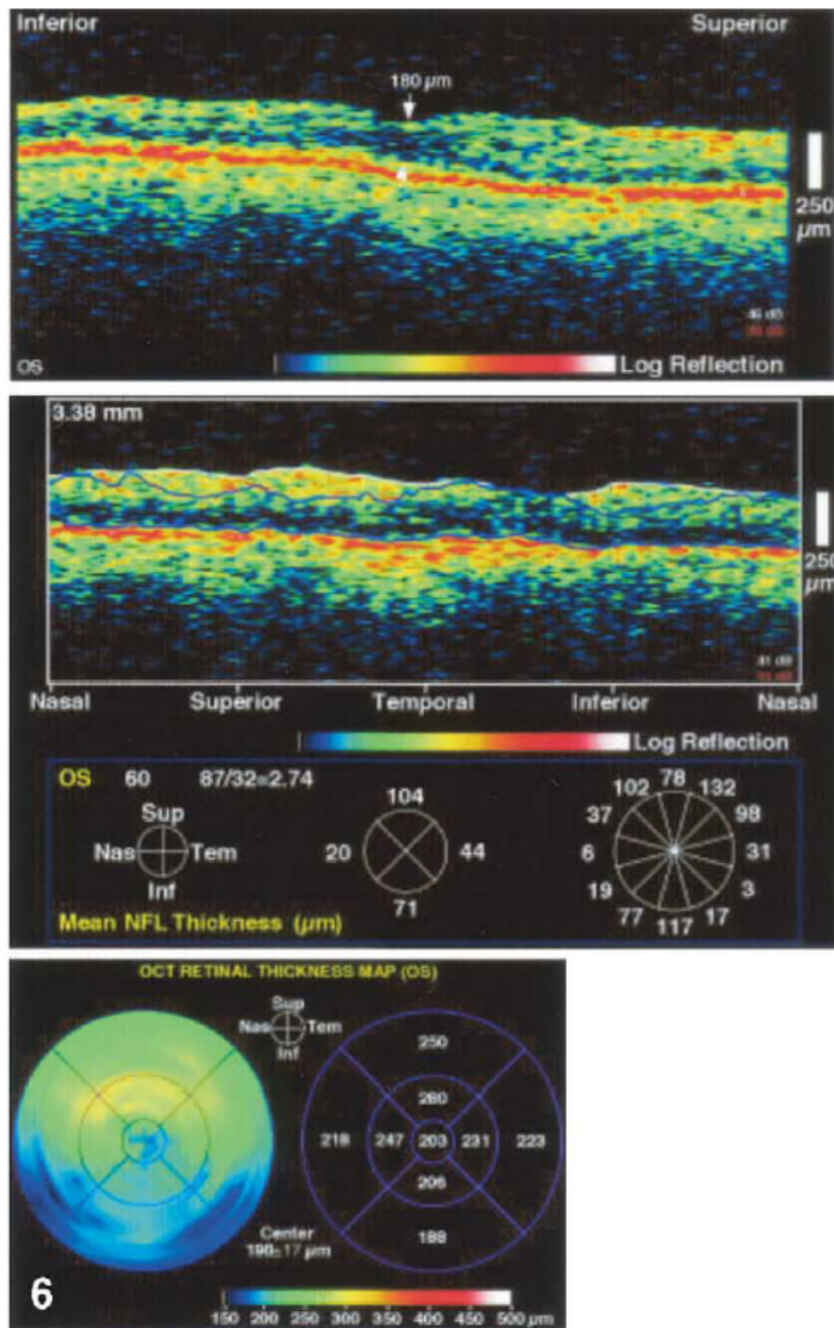 Inferior Superior
180 µm
250 µm
OS Log Reflection
3.38 mm
250 µm
Nasal Superior Temporal Inferior Nasal
Log Reflection
OS 60 87/32=2.74
Sup
Nas Tem
Inf
104
20 44
71
78
102 132
37 98
6 31
19 3
77 17
117
Mean NFL Thickness (µm)
OCT RETINAL THICKNESS MAP (OS)
Sup
Nas Tem
Inf
250
280
218 247 203 231 223
206
188
Center
190±17 µm
6
150 200 250 300 350 400 450 500 µm